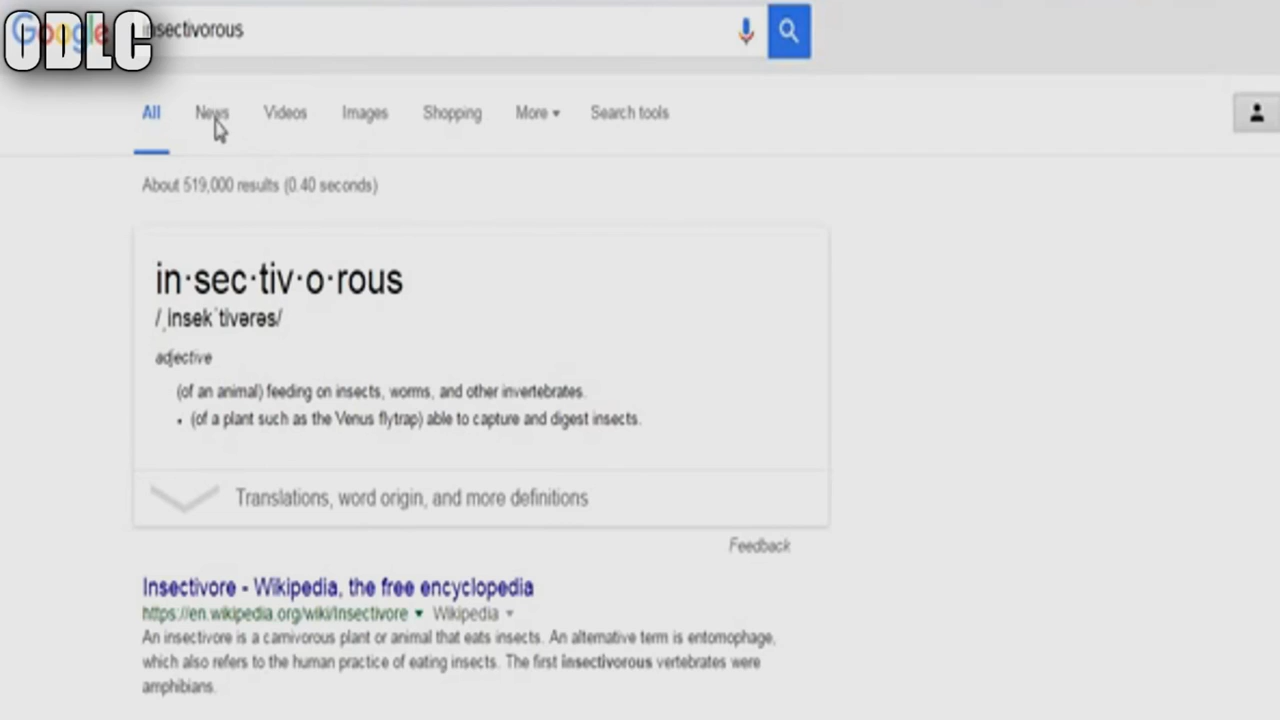 ODLC
Google
insectivorous
All News Videos Images Shopping More Search tools
About 519,000 results (0.40 seconds)
in·sec·tiv·o·rous
/ˌinsekˈtivərəs/
adjective
(of an animal) feeding on insects, worms, and other invertebrates.
• (of a plant such as the Venus flytrap) able to capture and digest insects.
Translations, word origin, and more definitions
Feedback
Insectivore - Wikipedia, the free encyclopedia
https://en.wikipedia.org/wiki/Insectivore Wikipedia
An insectivore is a carnivorous plant or animal that eats insects. An alternative term is entomophage,
which also refers to the human practice of eating insects. The first insectivorous vertebrates were
amphibians.